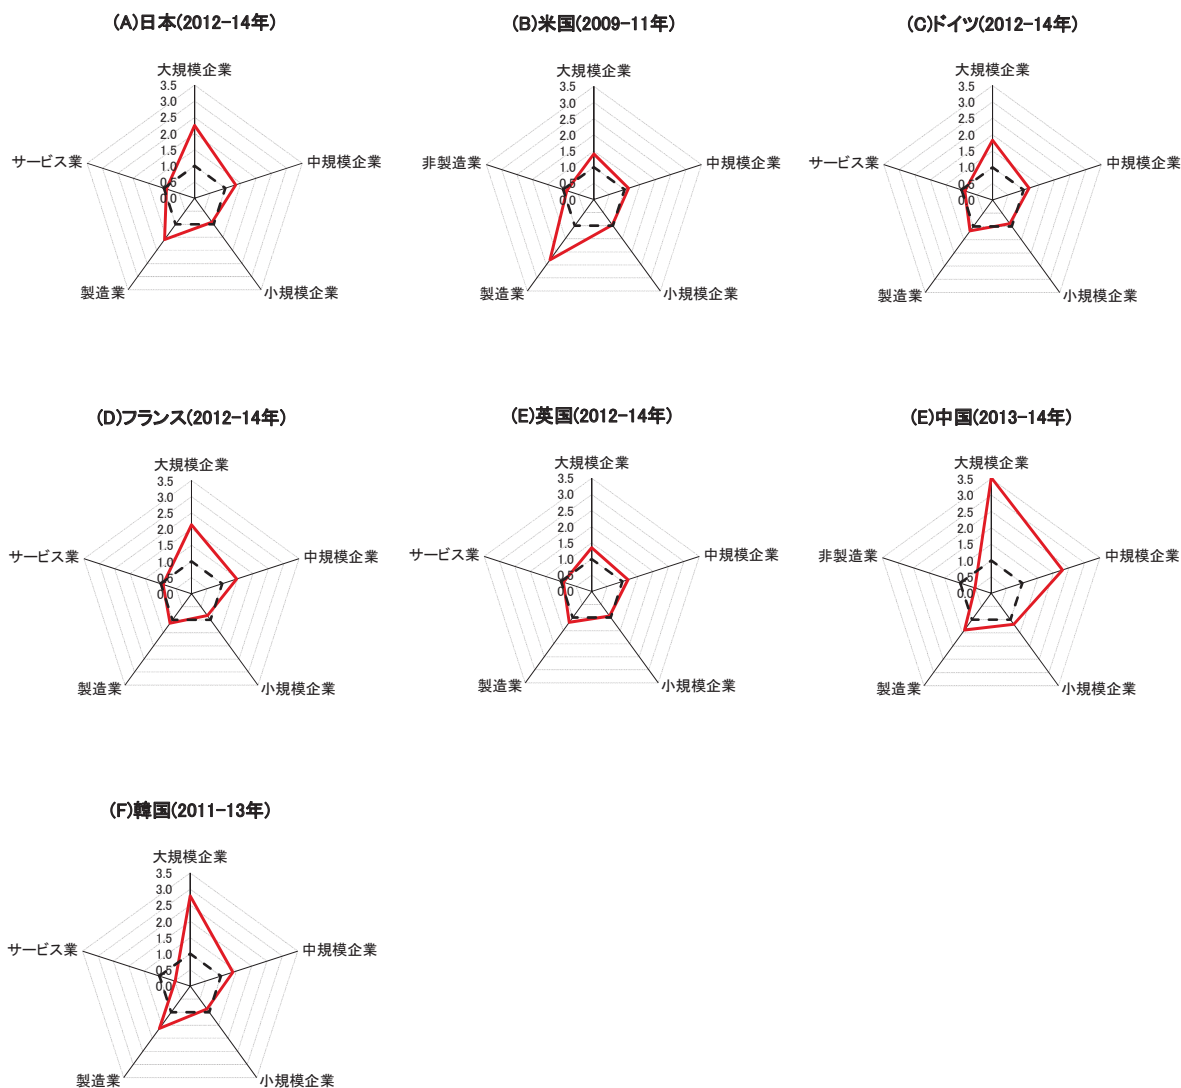 (A)日本(2012-14年)
大規模企業
3.5
3.0
2.5
2.0
1.5
1.0
0.5
0.0
サービス業
中規模企業
製造業
小規模企業
(B)米国(2009-11年)
大規模企業
3.5
3.0
2.5
2.0
1.5
1.0
0.5
0.0
非製造業
中規模企業
製造業
小規模企業
(C)ドイツ(2012-14年)
大規模企業
3.5
3.0
2.5
2.0
1.5
1.0
0.5
0.0
サービス業
中規模企業
製造業
小規模企業
(D)フランス(2012-14年)
大規模企業
3.5
3.0
2.5
2.0
1.5
1.0
0.5
0.0
サービス業
中規模企業
製造業
小規模企業
(E)英国(2012-14年)
大規模企業
3.5
3.0
2.5
2.0
1.5
1.0
0.5
0.0
サービス業
中規模企業
製造業
小規模企業
(E)中国(2013-14年)
大規模企業
3.5
3.0
2.5
2.0
1.5
1.0
0.5
0.0
非製造業
中規模企業
製造業
小規模企業
(F)韓国(2011-13年)
大規模企業
3.5
3.0
2.5
2.0
1.5
1.0
0.5
0.0
サービス業
中規模企業
製造業
小規模企業